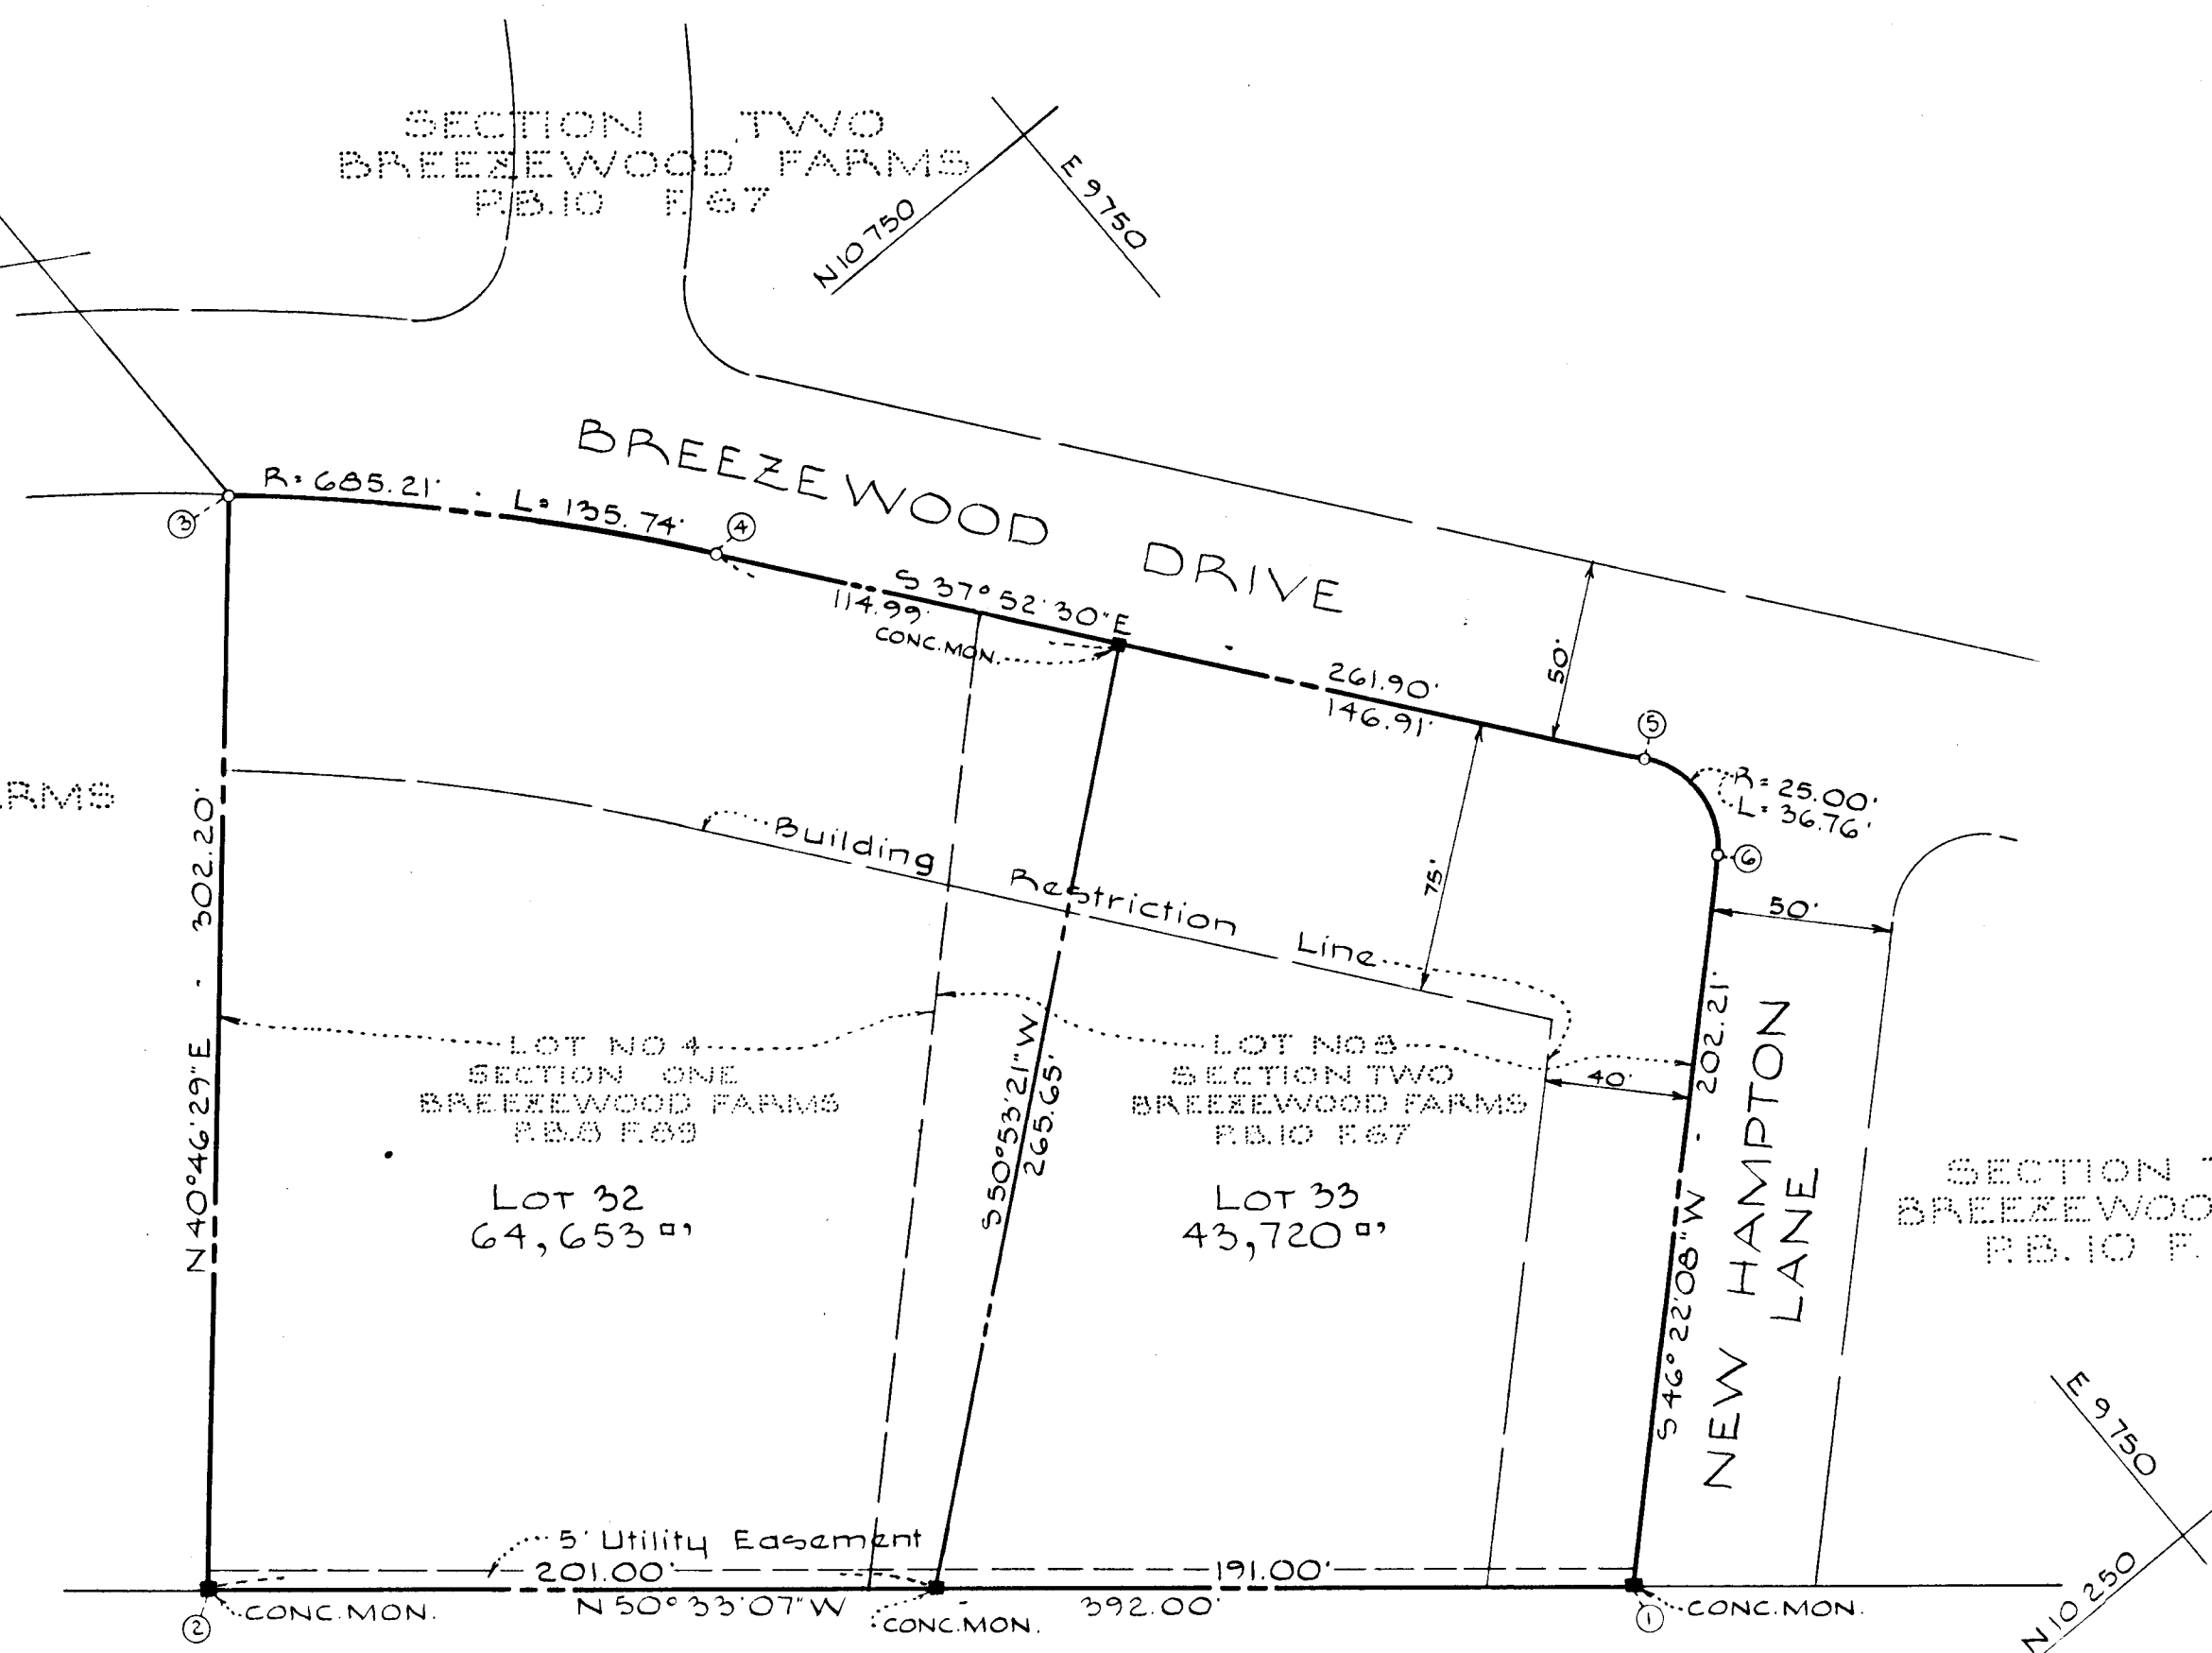 SECTION TWO
BREEZEWOOD FARMS
P.B.10 F.67
N 10 750
E 9750
BREEZEWOOD DRIVE
R= 685.21'
L= 135.74'
3
4
S 37° 52' 30" E
114.99'
CONC.MON.
261.90'
146.91'
50'
5
R= 25.00'
L= 36.76'
6
50'
75'
RMS
302.20'
N 40° 46' 29" E
Building Restriction Line
LOT NO 4
SECTION ONE
BREEZEWOOD FARMS
P.B.8 F.89
LOT 32
64,653 □'
S 50° 53' 21" W
265.65'
LOT NO 8
SECTION TWO
BREEZEWOOD FARMS
P.B.10 F.67
LOT 33
43,720 □'
40'
S 46° 22' 08" W - 202.21'
NEW HAMPTON
LANE
SECTION
BREEZEWOO
P.B.10 F.
E 9750
N 10 250
5' Utility Easement
201.00'
191.00'
N 50° 33' 07" W
392.00'
2
CONC.MON.
CONC.MON.
1
CONC.MON.